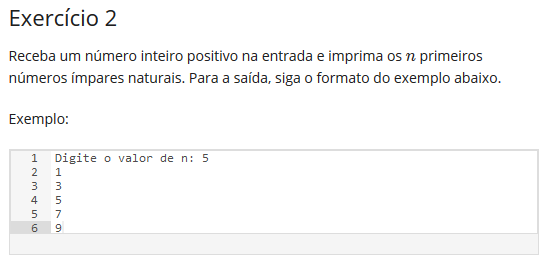 Exercício 2
Receba um número inteiro positivo na entrada e imprima os n primeiros
números ímpares naturais. Para a saída, siga o formato do exemplo abaixo.
Exemplo:
1 Digite o valor de n: 5
2 1
3 3
4 5
5 7
6 9